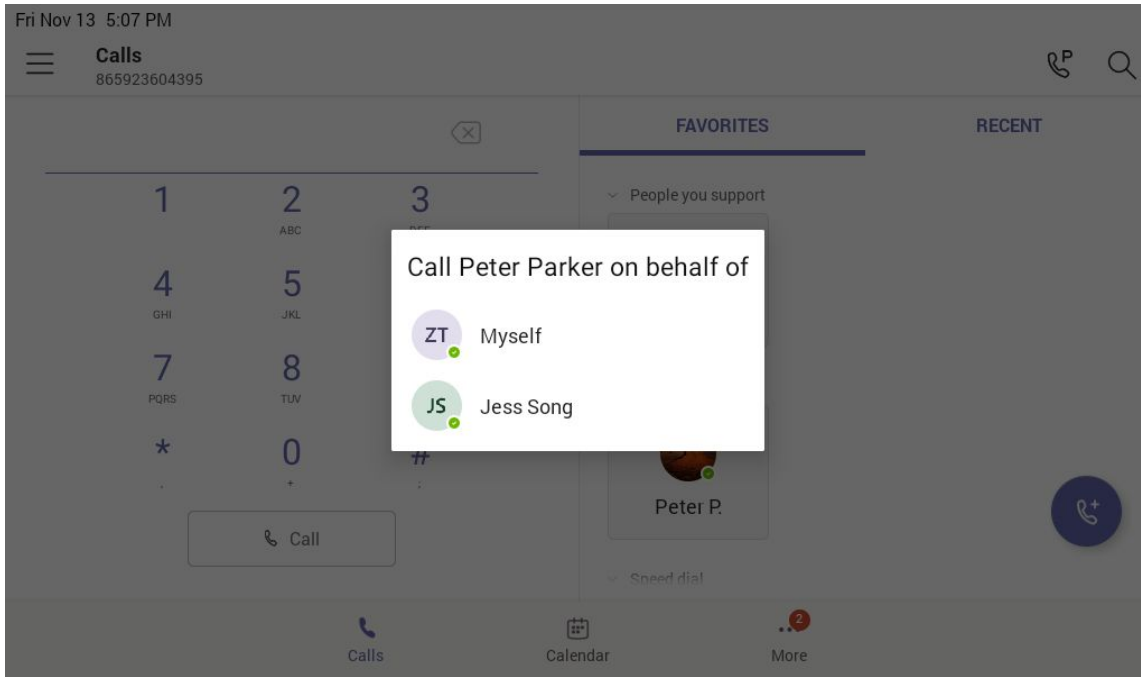 Fri Nov 13 5:07 PM
Calls
865923604395
P
FAVORITES
RECENT
1
2
ABC
3
4
GHI
5
JKL
7
PQRS
8
TUV
*
,
0
+
#
;
Call
People you support
Call Peter Parker on behalf of
ZT Myself
JS Jess Song
Peter P.
Speed dial
Calls
Calendar
2
More